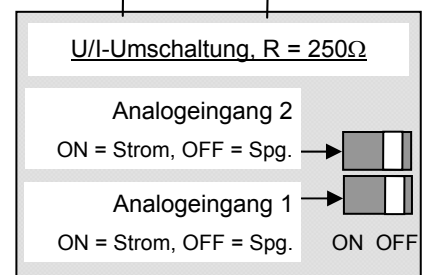 U/I-Umschaltung, R = 250Ω
Analogeingang 2
ON = Strom, OFF = Spg.
Analogeingang 1
ON = Strom, OFF = Spg.
ON OFF